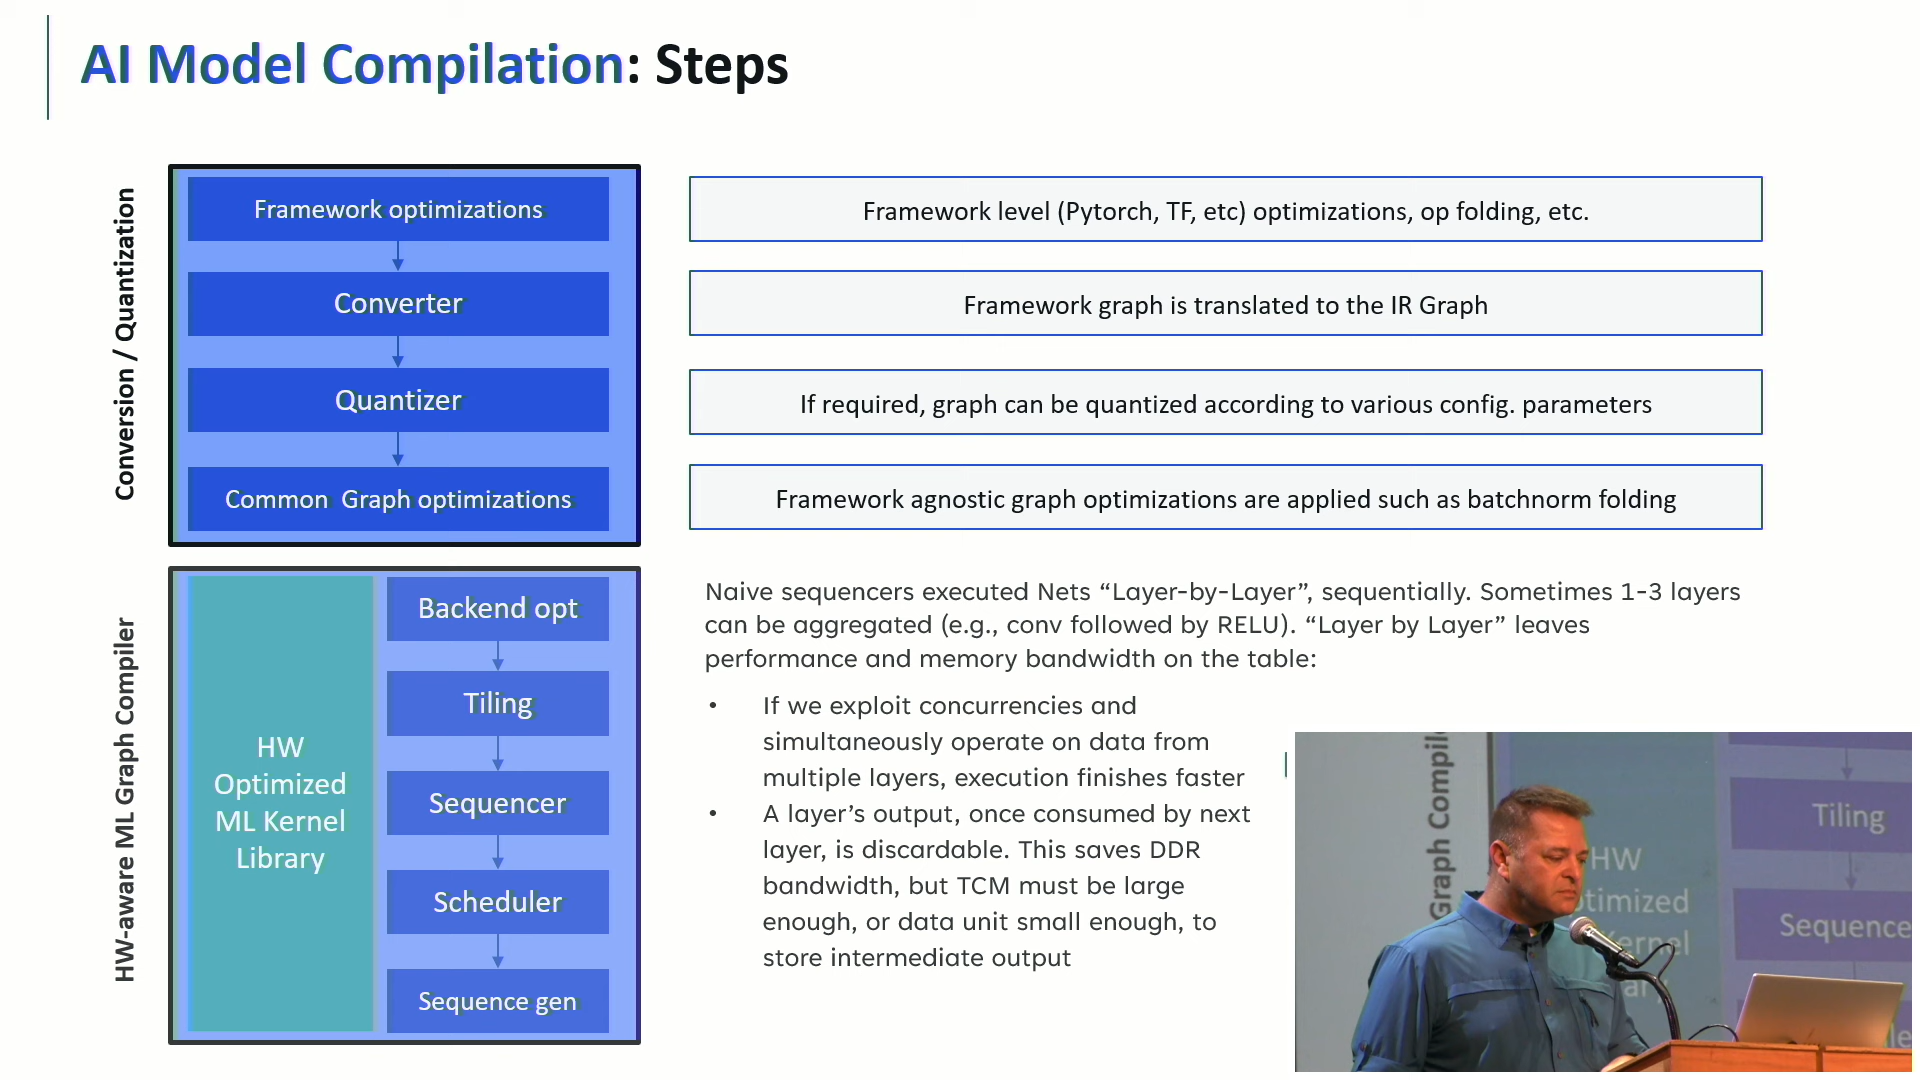 AI Model Compilation: Steps
Conversion / Quantization
Framework optimizations
Converter
Quantizer
Common Graph optimizations
Framework level (Pytorch, TF, etc) optimizations, op folding, etc.
Framework graph is translated to the IR Graph
If required, graph can be quantized according to various config. parameters
Framework agnostic graph optimizations are applied such as batchnorm folding
HW-aware ML Graph Compiler
HW
Optimized
ML Kernel
Library
Backend opt
Tiling
Sequencer
Scheduler
Sequence gen
Naive sequencers executed Nets “Layer-by-Layer”, sequentially. Sometimes 1-3 layers
can be aggregated (e.g., conv followed by RELU). “Layer by Layer” leaves
performance and memory bandwidth on the table:
• If we exploit concurrencies and
simultaneously operate on data from
multiple layers, execution finishes faster
• A layer’s output, once consumed by next
layer, is discardable. This saves DDR
bandwidth, but TCM must be large
enough, or data unit small enough, to
store intermediate output
Graph Compil
HW
ptimized
Kernel
ary
Tiling
Sequence
le